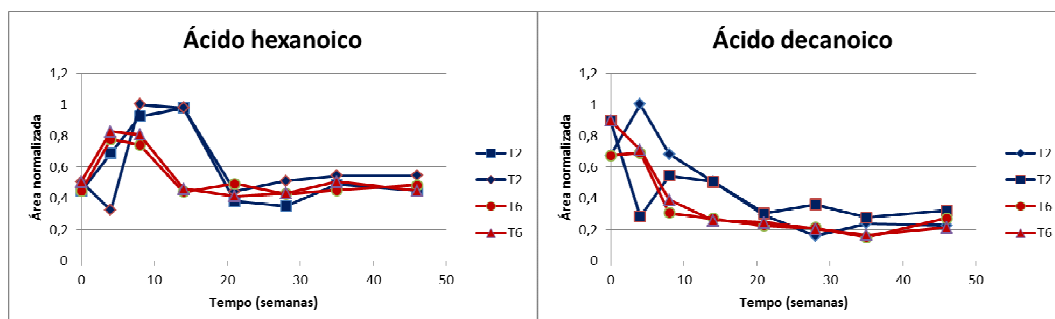 Ácido hexanoico
Área normalizada
1,2
1
0,8
0,6
0,4
0,2
0
0
10
20
30
40
50
Tempo (semanas)
T2
T2
T6
T6
Ácido decanoico
Área normalizada
1,2
1
0,8
0,6
0,4
0,2
0
0
10
20
30
40
50
Tempo (semanas)
T2
T2
T6
T6